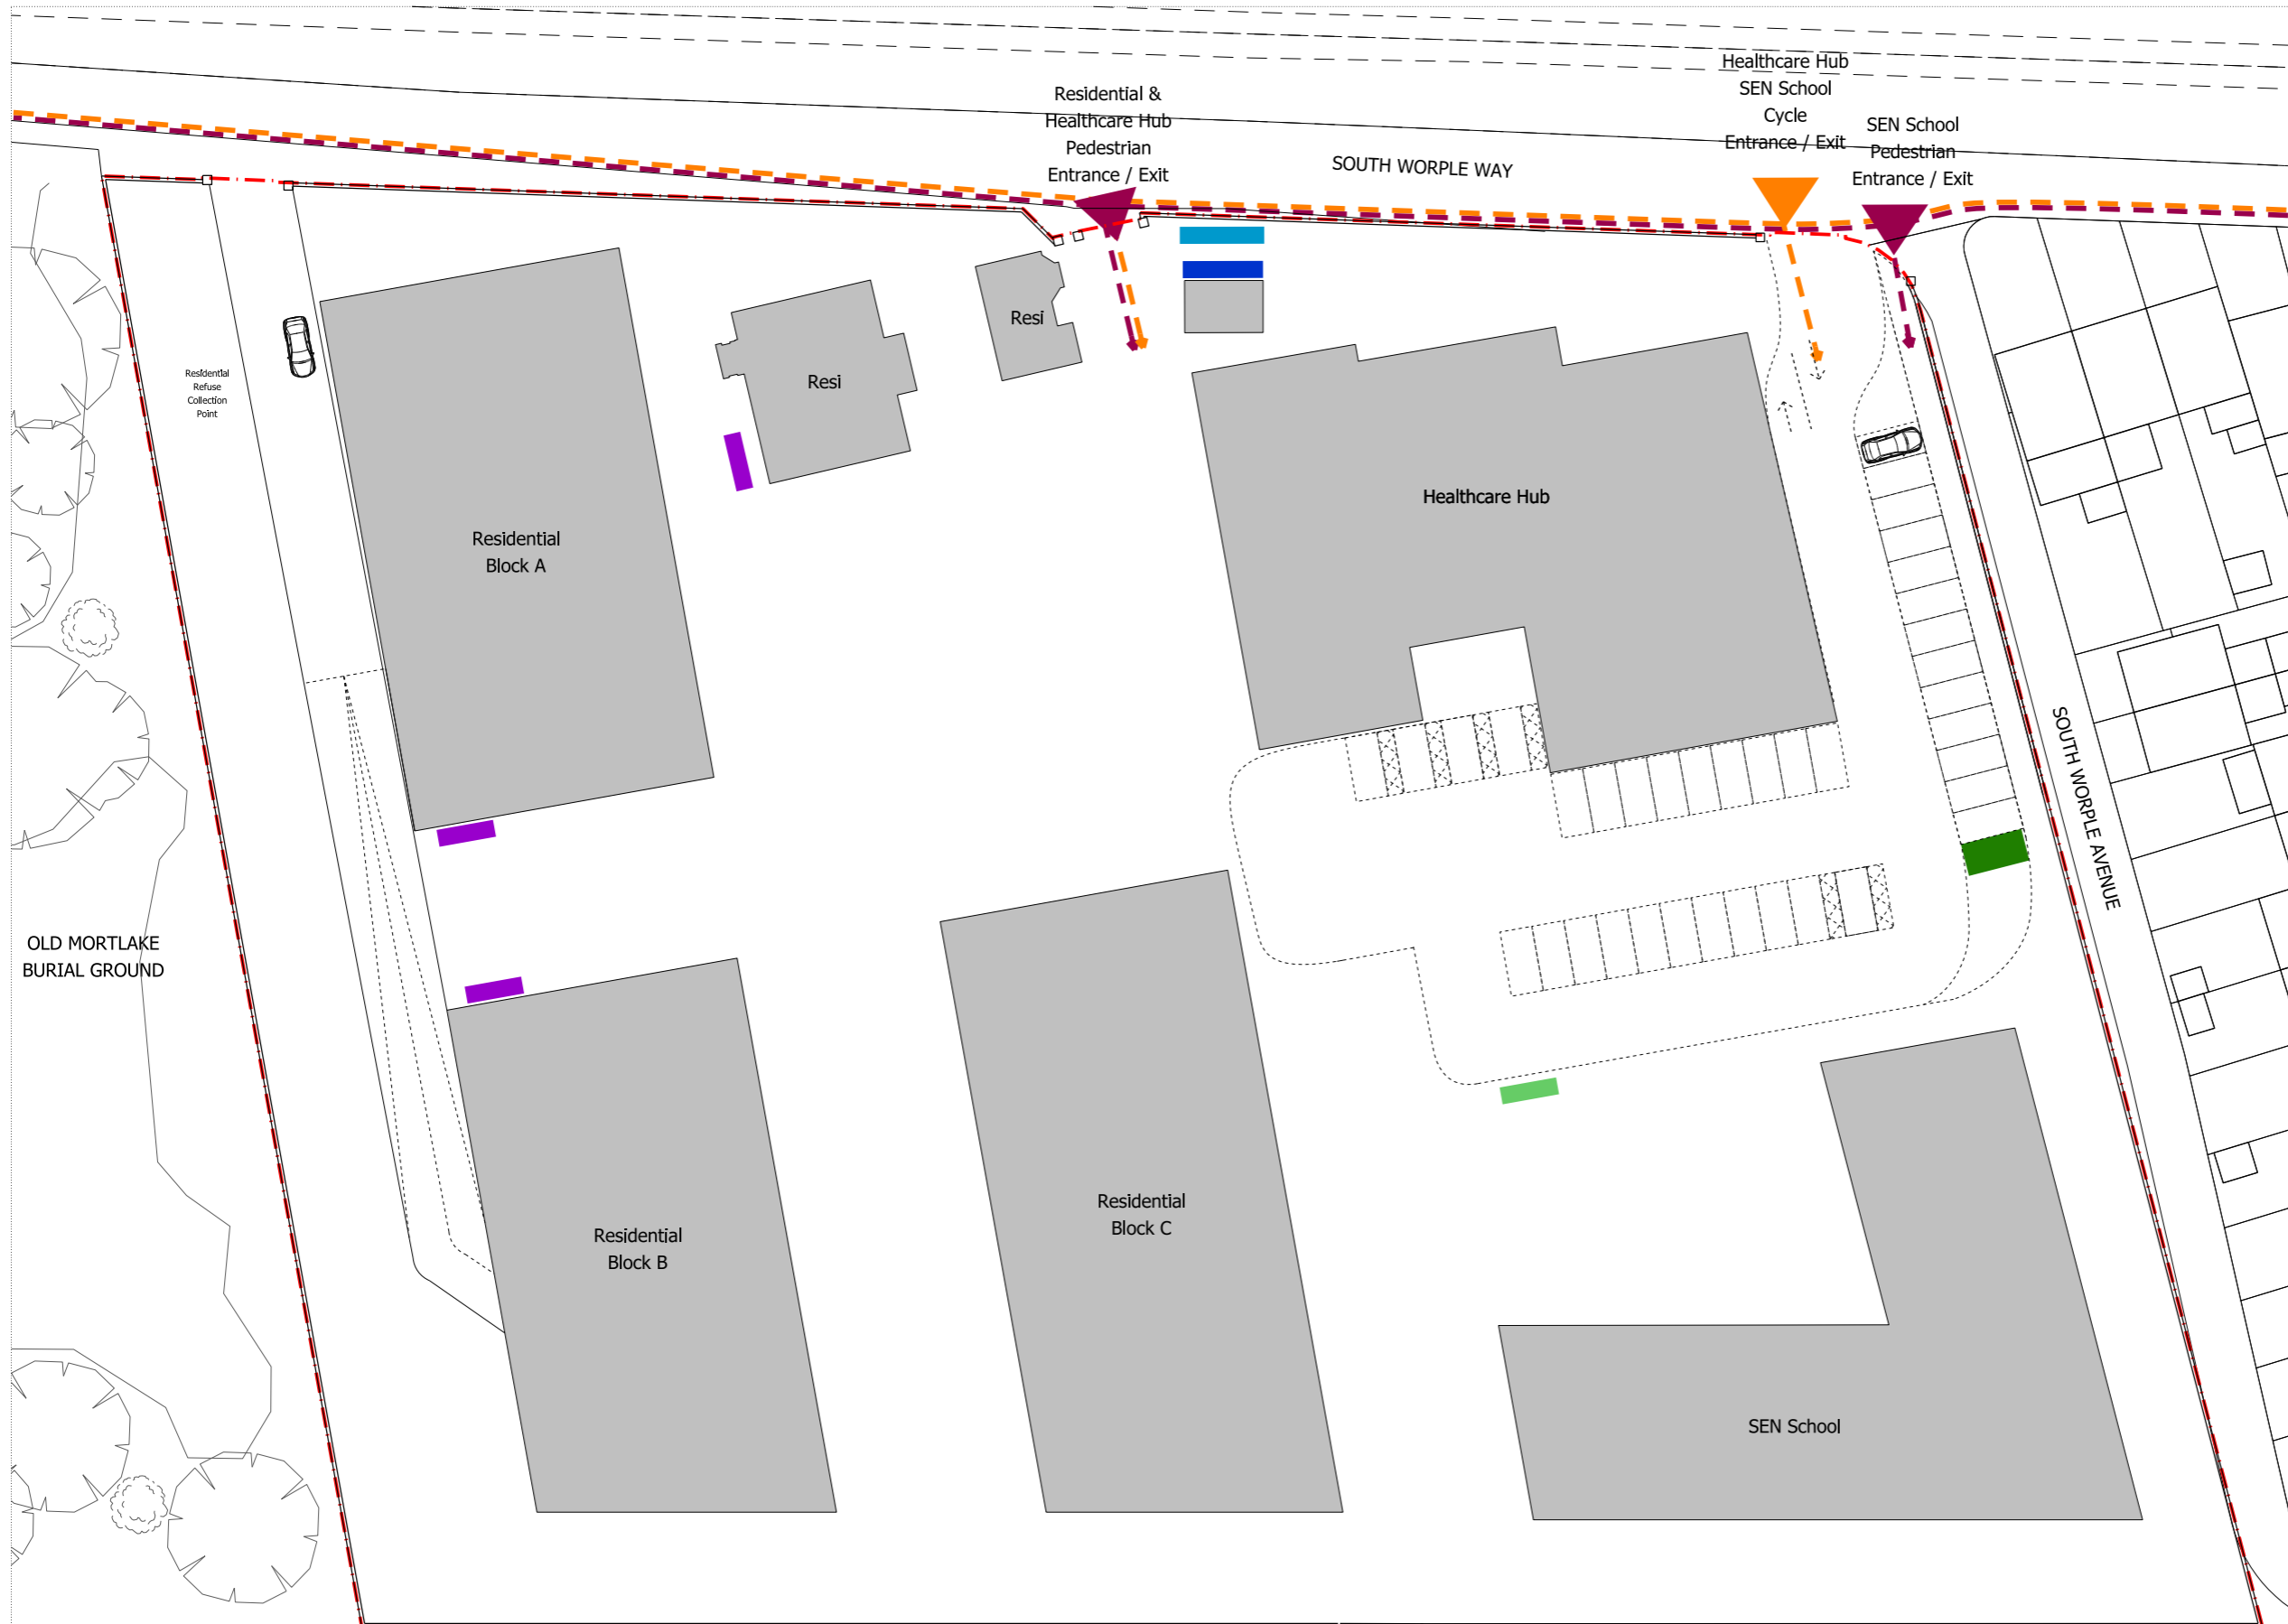 Healthcare Hub
SEN School
Cycle
Entrance / Exit
Residential &
Healthcare Hub
Pedestrian
Entrance / Exit
SEN School
Pedestrian
Entrance / Exit
SOUTH WORPLE WAY
Resi
Resi
Residential
Refuse
Collection
Point
Healthcare Hub
Residential
Block A
SOUTH WORPLE AVENUE
OLD MORTLAKE
BURIAL GROUND
Residential
Block C
Residential
Block B
SEN School